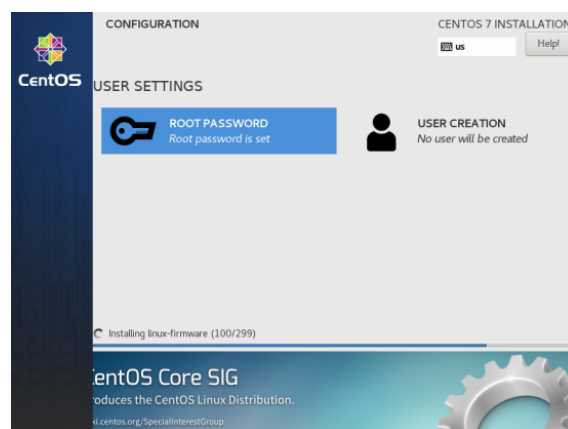 CONFIGURATION
CENTOS 7 INSTALLATION
us
Help!
CentOS
USER SETTINGS
ROOT PASSWORD
Root password is set
USER CREATION
No user will be created
Installing linux-firmware (100/299)
entOS Core SIG
oduces the CentOS Linux Distribution.
ki.centos.org/SpecialInterestGroup